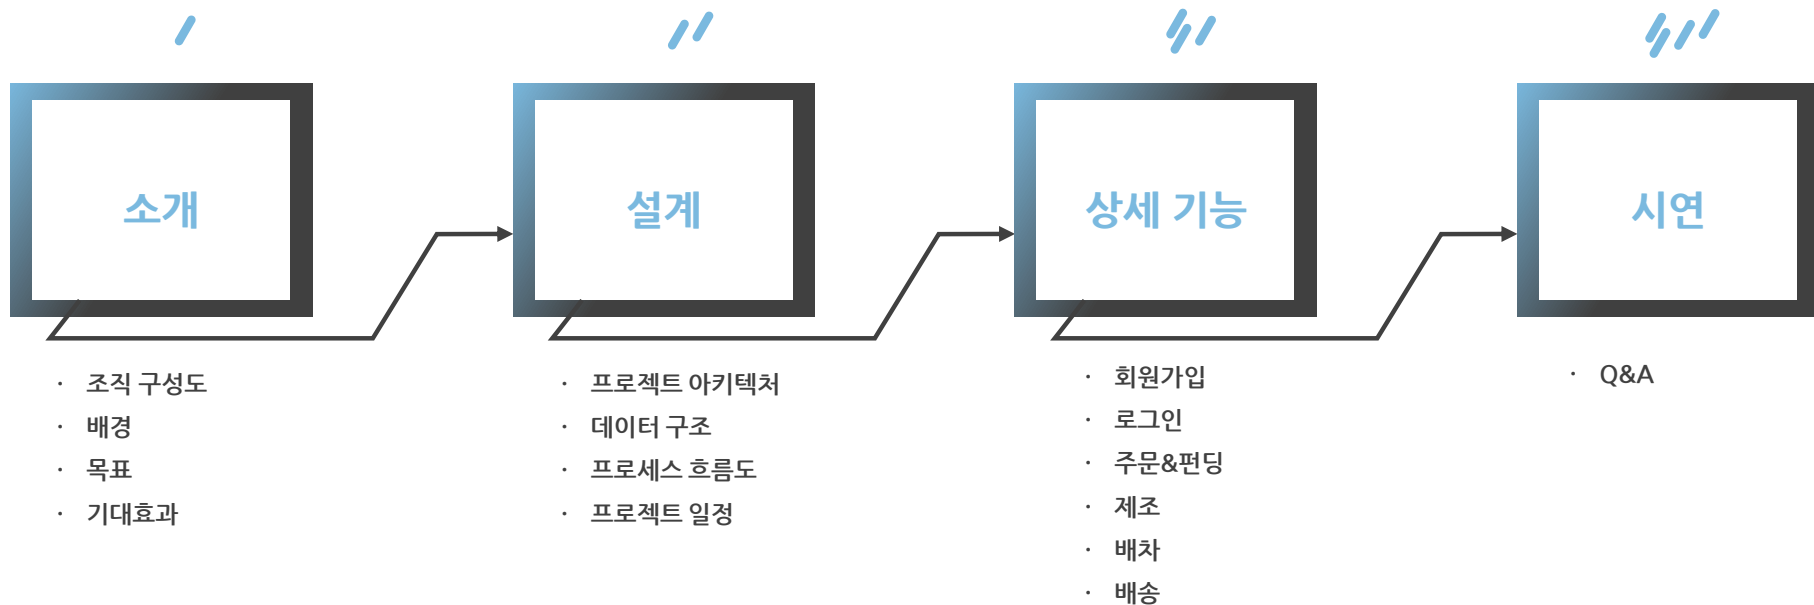 소개
· 조직 구성도
· 배경
· 목표
· 기대효과
설계
· 프로젝트 아키텍처
· 데이터 구조
· 프로세스 흐름도
· 프로젝트 일정
상세 기능
· 회원가입
· 로그인
· 주문&펀딩
· 제조
· 배차
· 배송
시연
· Q&A